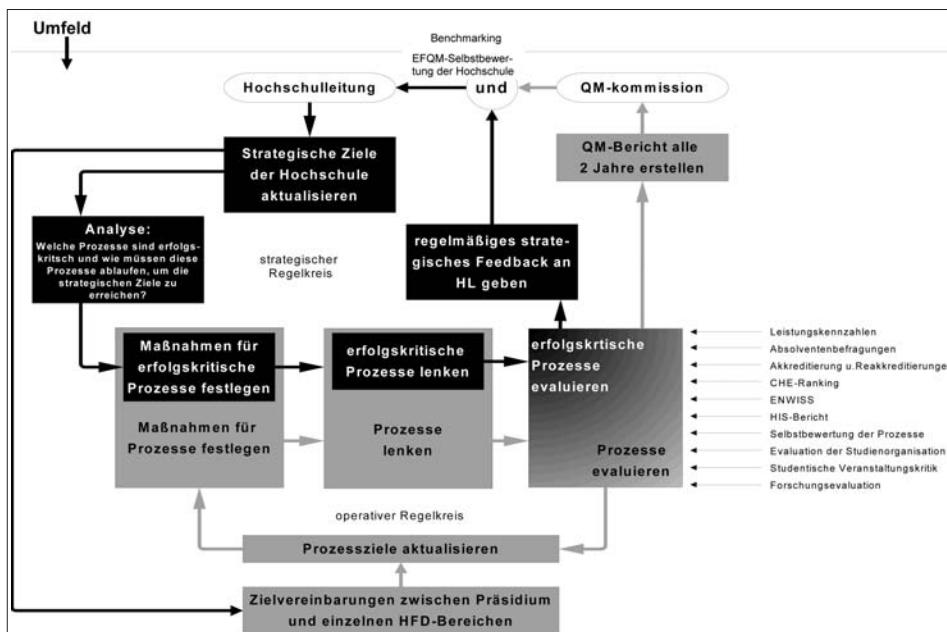 Umfeld
Benchmarking
EFQM-Selbstbewer-
tung der Hochschule
Hochschulleitung
und
QM-kommission
Strategische Ziele
der Hochschule
aktualisieren
QM-Bericht alle
2 Jahre erstellen
Analyse:
Welche Prozesse sind erfolgs-
kritsch und wie müssen diese
Prozesse ablaufen, um die
strategischen Ziele zu
erreichen?
strategischer
Regelkreis
regelmäßiges strate-
gisches Feedback an
HL geben
Maßnahmen für
erfolgskritische
Prozesse festlegen
erfolgskritische
Prozesse lenken
erfolgskrtische
Prozesse
evaluieren
Maßnahmen für
Prozesse festlegen
Prozesse
lenken
Prozesse
evaluieren
Leistungskennzahlen
Absolventenbefragungen
Akkreditierung u.Reakkreditierunge
CHE-Ranking
ENWISS
HIS-Bericht
Selbstbewertung der Prozesse
Evaluation der Studienorganisation
Studentische Veranstaltungskritik
Forschungsevaluation
operativer Regelkreis
Prozessziele aktualisieren
Zielvereinbarungen zwischen Präsidium
und einzelnen HFD-Bereichen